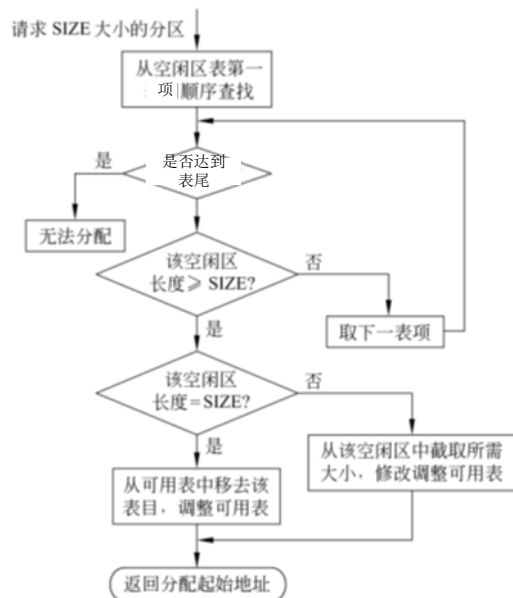 请求 SIZE 大小的分区
从空闲区表第一
项 顺序查找
是否达到
表尾
是
无法分配
该空闲区
长度⩾SIZE?
否
取下一表项
是
该空闲区
长度=SIZE?
否
从该空闲区中截取所需
大小，修改调整可用表
是
从可用表中移去该
表目，调整可用表
返回分配起始地址